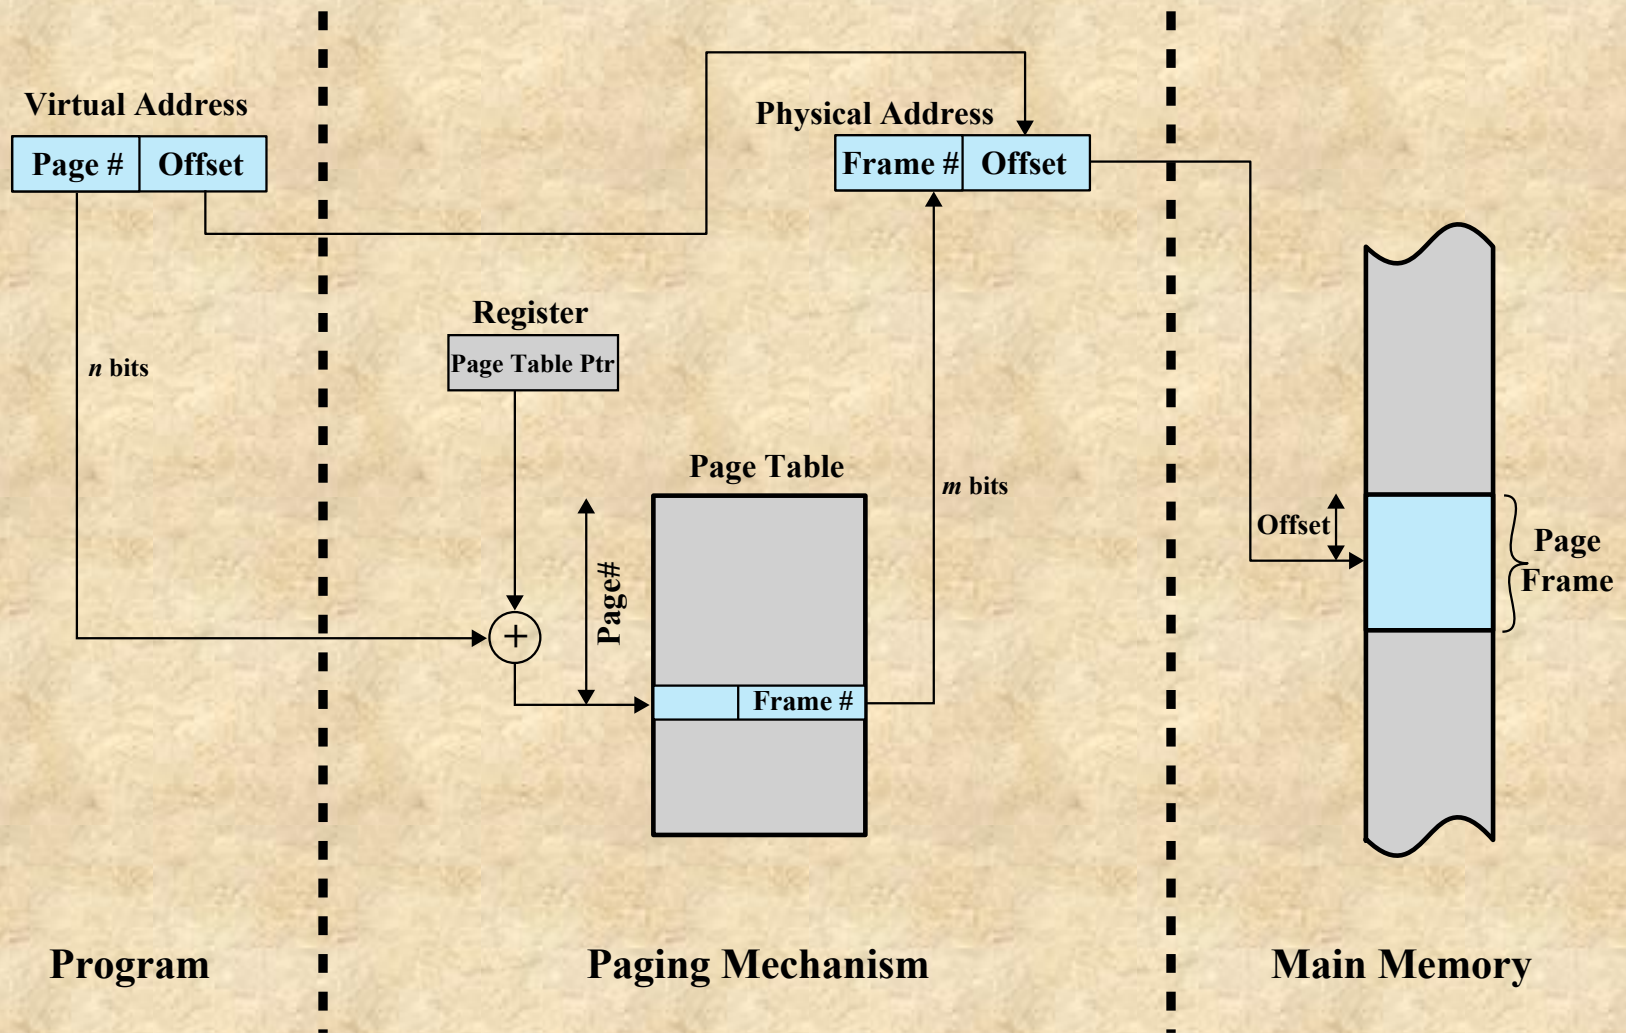 Virtual Address
Page # Offset
Physical Address
Frame # Offset
n bits
Register
Page Table Ptr
Page Table
m bits
Page#
+
Frame #
Offset
Page
Frame
Program
Paging Mechanism
Main Memory